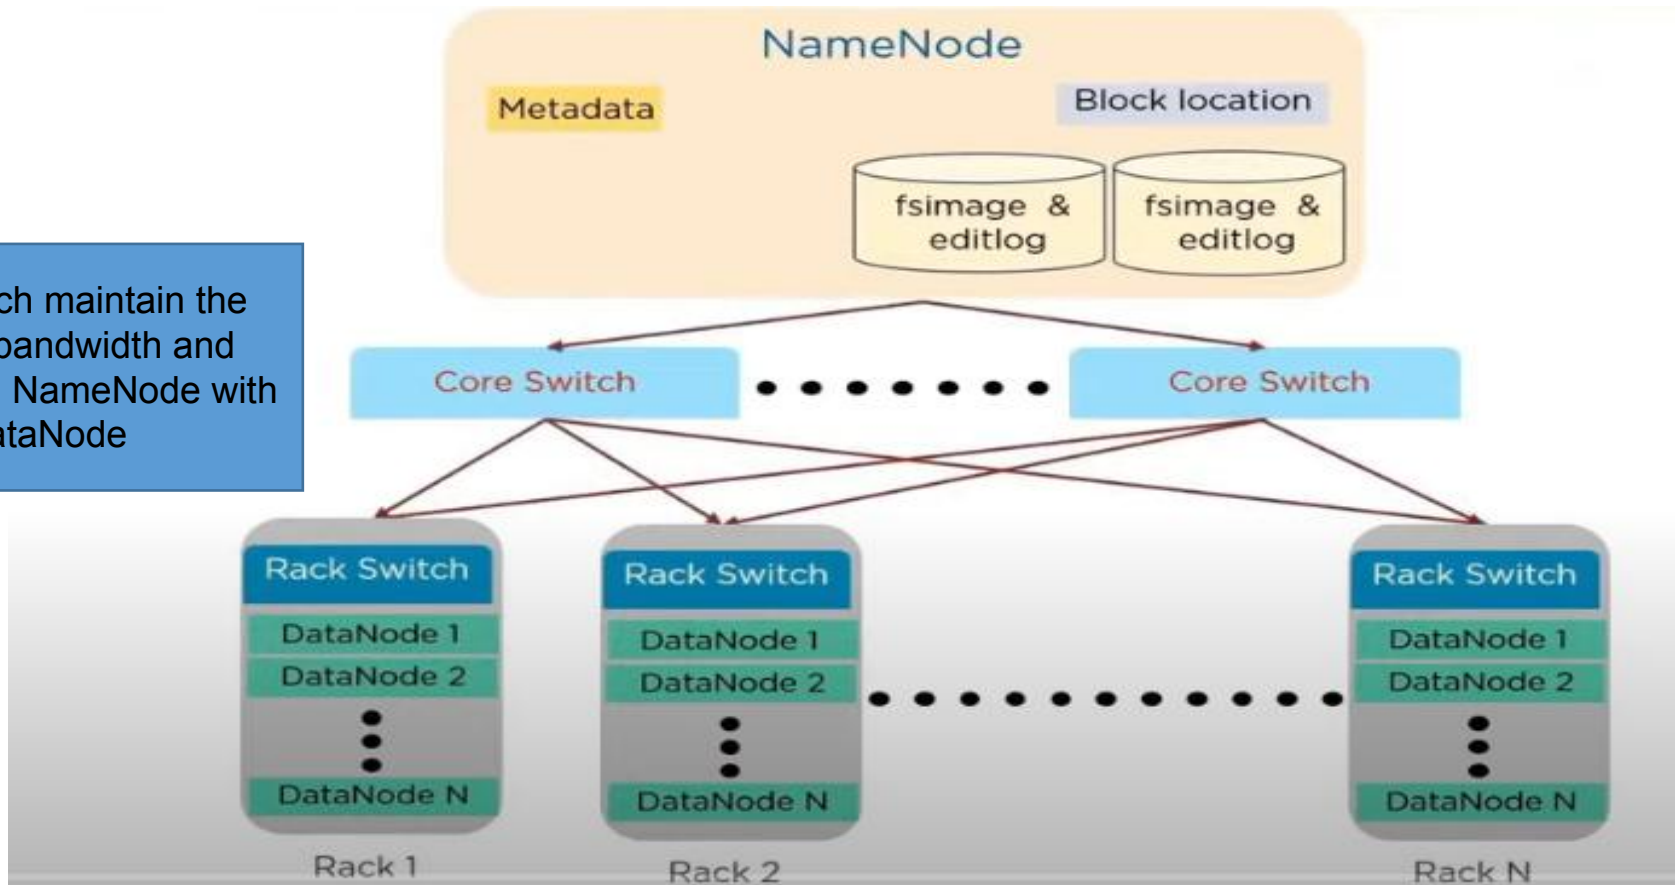 NameNode
Metadata
Block location
fsimage &
editlog
fsimage &
editlog
maintain the
bandwidth and
NameNode with
Core Switch
Core Switch
Rack Switch
DataNode 1
DataNode 2
DataNode N
Rack 1
Rack Switch
DataNode 1
DataNode 2
DataNode N
Rack 2
Rack Switch
DataNode 1
DataNode 2
DataNode N
Rack N